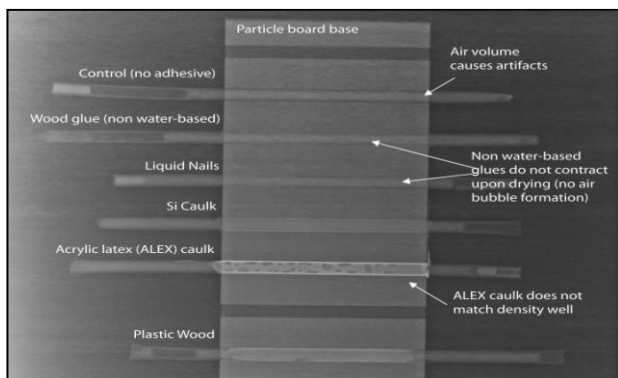 Particle board base
Control (no adhesive)
Air volume
causes artifacts
Wood glue (non water-based)
Non water-based
glues do not contract
upon drying (no air
bubble formation)
Liquid Nails
Si Caulk
Acrylic latex (ALEX) caulk
ALEX caulk does not
match density well
Plastic Wood